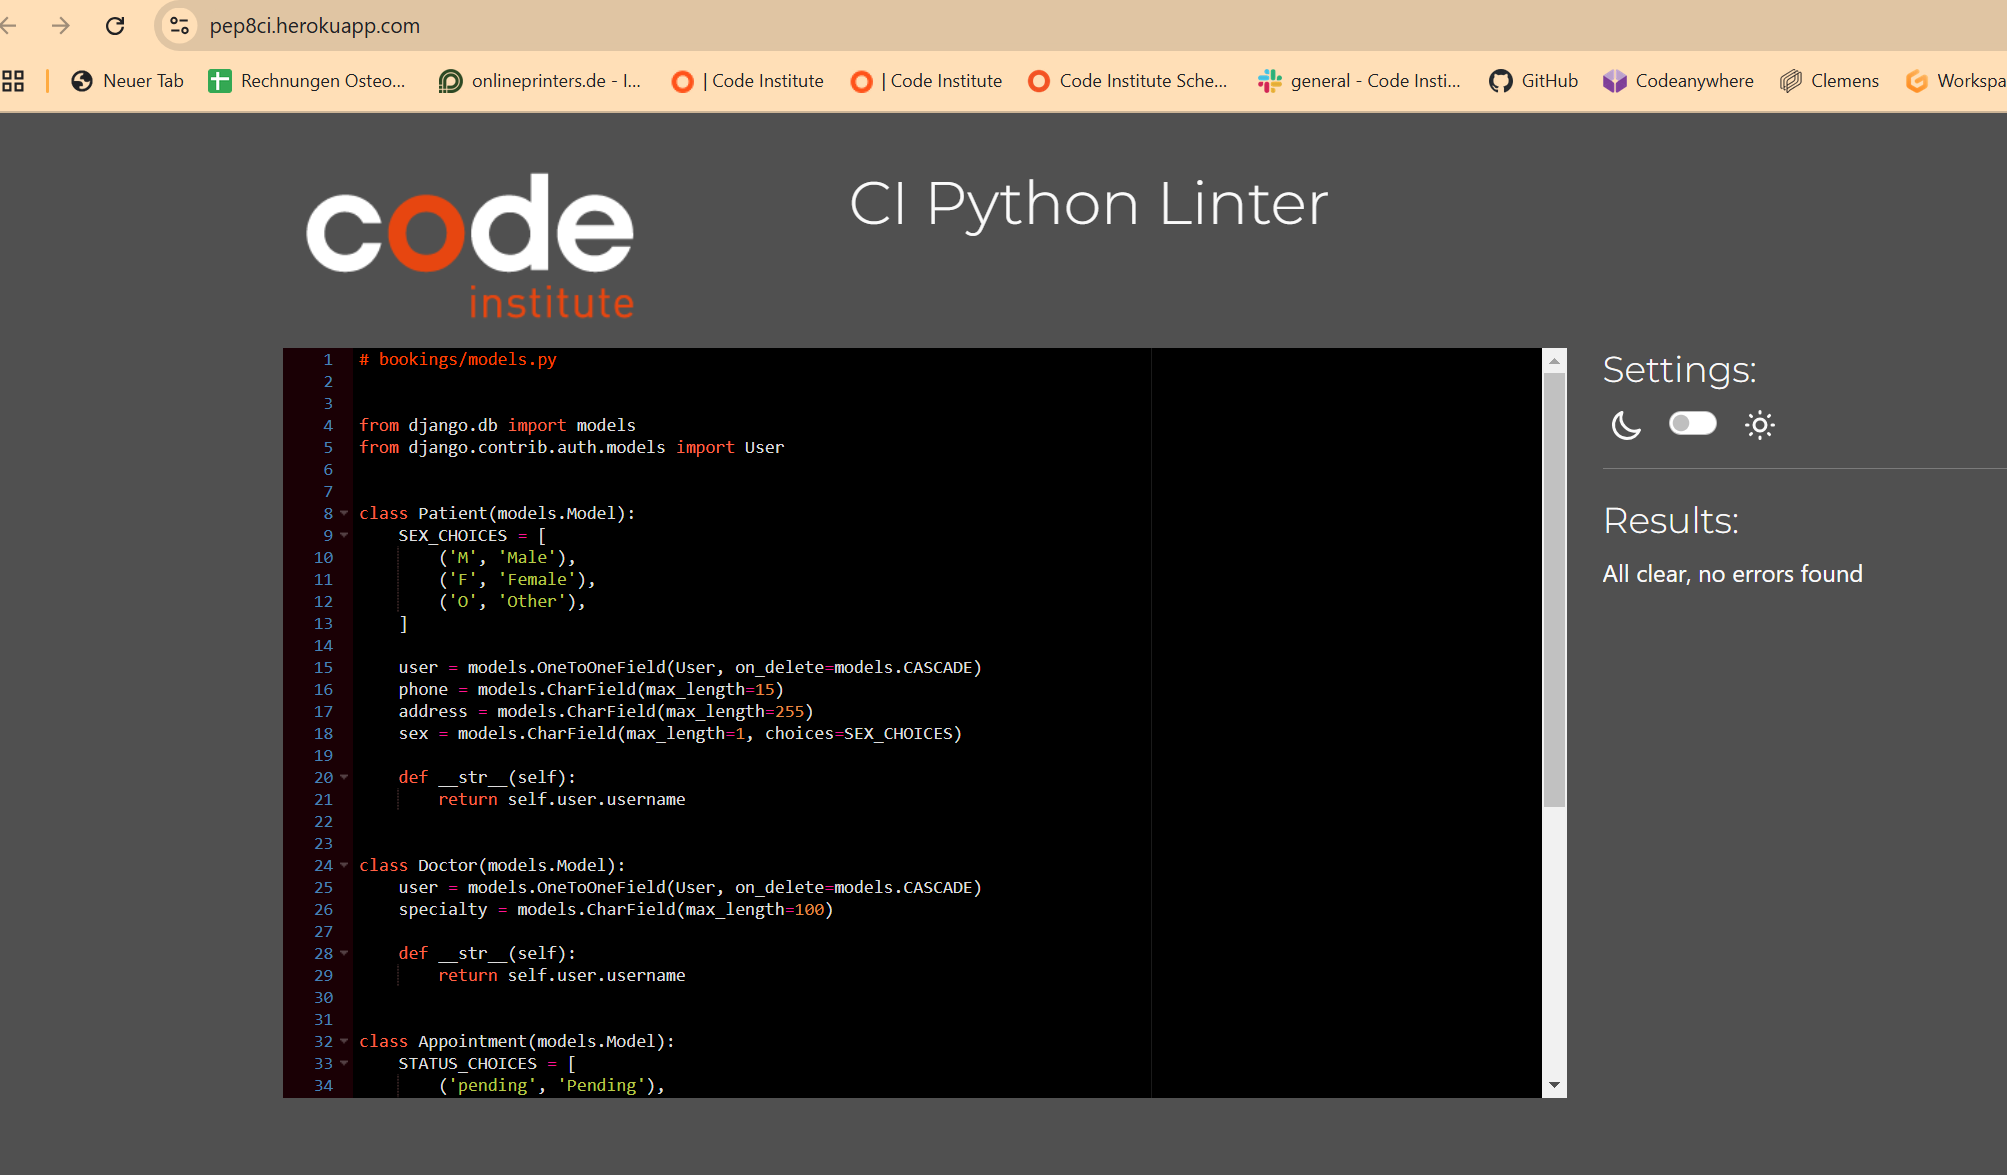 pep8ci.herokuapp.com
Neuer Tab
Rechnungen Osteo...
onlineprinters.de - I...
| Code Institute
| Code Institute
Code Institute Sche...
general - Code Insti...
GitHub
Codeanywhere
Clemens
Workspa
code
institute
CI Python Linter
1 # bookings/models.py
2
3
4 from django.db import models
5 from django.contrib.auth.models import User
6
7
8 class Patient(models.Model):
9     SEX_CHOICES = [
10         ('M', 'Male'),
11         ('F', 'Female'),
12         ('O', 'Other'),
13     ]
14
15     user = models.OneToOneField(User, on_delete=models.CASCADE)
16     phone = models.CharField(max_length=15)
17     address = models.CharField(max_length=255)
18     sex = models.CharField(max_length=1, choices=SEX_CHOICES)
19
20     def __str__(self):
21         return self.user.username
22
23
24 class Doctor(models.Model):
25     user = models.OneToOneField(User, on_delete=models.CASCADE)
26     specialty = models.CharField(max_length=100)
27
28     def __str__(self):
29         return self.user.username
30
31
32 class Appointment(models.Model):
33     STATUS_CHOICES = [
34         ('pending', 'Pending'),
Settings:
Results:
All clear, no errors found